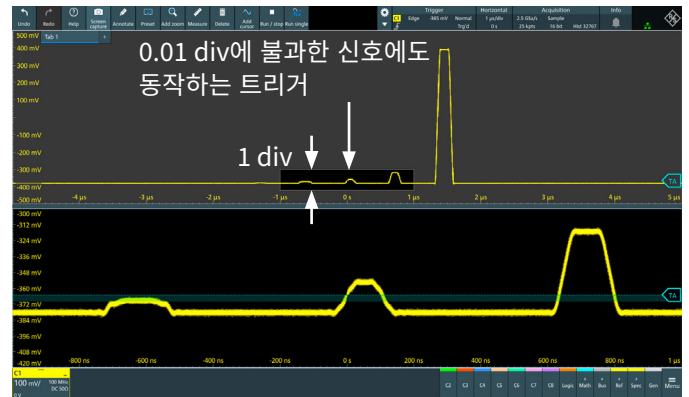 Undo Redo Help Screen capture Annotate Preset Add zoom Measure Delete Add cursor Run / stop Run single
Trigger Horizontal Acquisition Info
C1 Edge -365 mV Normal 1 µs/div 2.5 GSa/s Sample
Trg'd 0 s 25 kpts 16 bit Hist 32767
500 mV Tab 1 +
400 mV
300 mV
200 mV
100 mV
-100 mV
-200 mV
-300 mV
-400 mV
-500 mV
0.01 div에 불과한 신호에도
동작하는 트리거
1 div
TA
-4 µs -3 µs -2 µs -1 µs 0 s 1 µs 2 µs 3 µs 4 µs 5 µs
-300 mV
-312 mV
-324 mV
-336 mV
-348 mV
-360 mV
-372 mV
-384 mV
-396 mV
-408 mV
-420 mV
TA
-800 ns -600 ns -400 ns -200 ns 0 s 200 ns 400 ns 600 ns 800 ns 1 µs
C1
100 mV/ 100 MHz
DC 50Ω
0 V
C2 C3 C4 C5 C6 C7 C8 Logic Math Bus Ref Spec Gen Menu